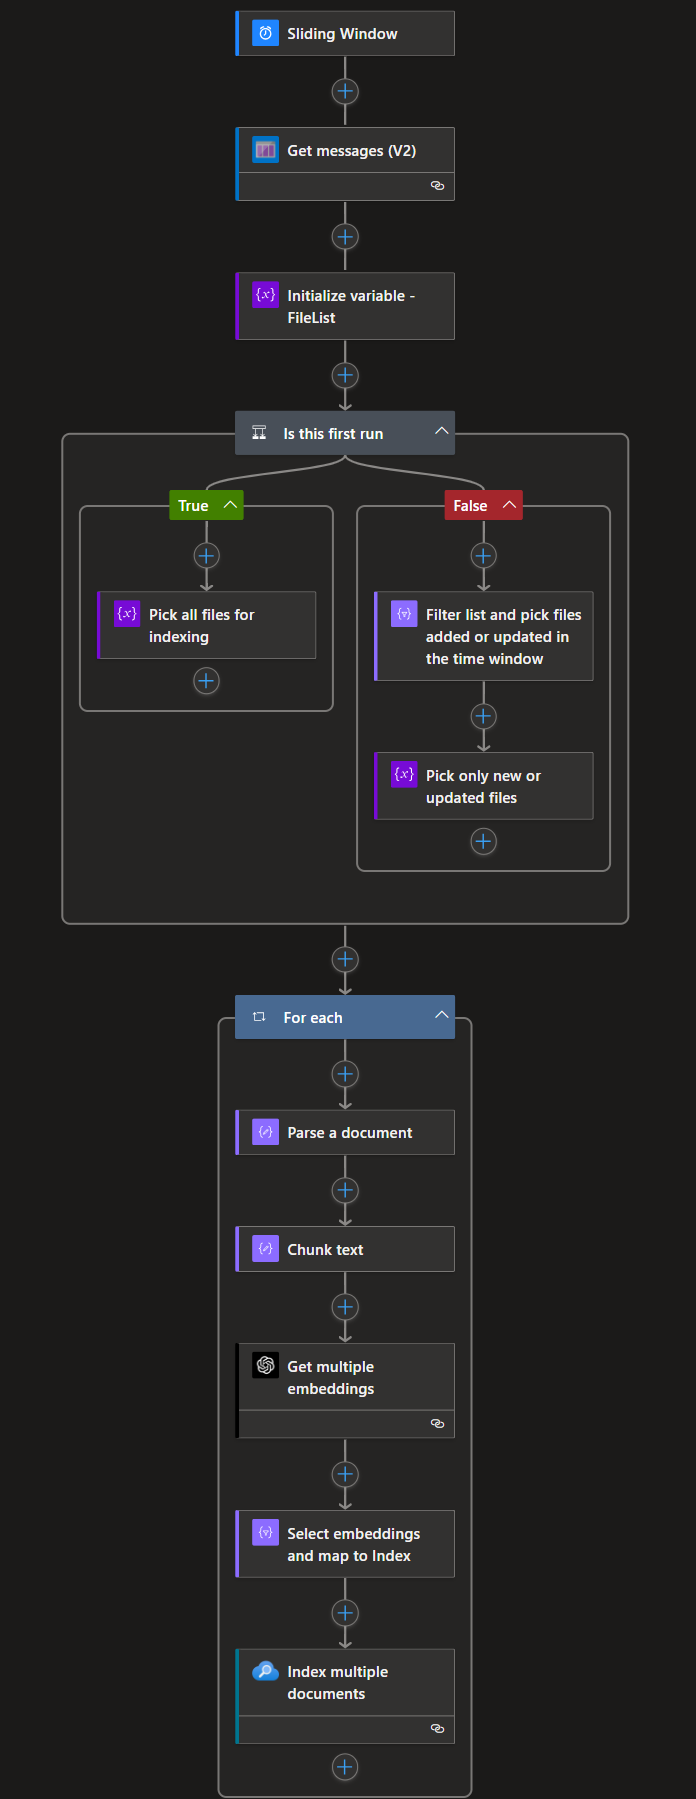 Sliding Window
Get messages (V2)
{x}
Initialize variable -
FileList
Is this first run
True
False
{x}
Pick all files for
indexing
Filter list and pick files
added or updated in
the time window
{x}
Pick only new or
updated files
For each
Parse a document
Chunk text
Get multiple
embeddings
Select embeddings
and map to Index
Index multiple
documents